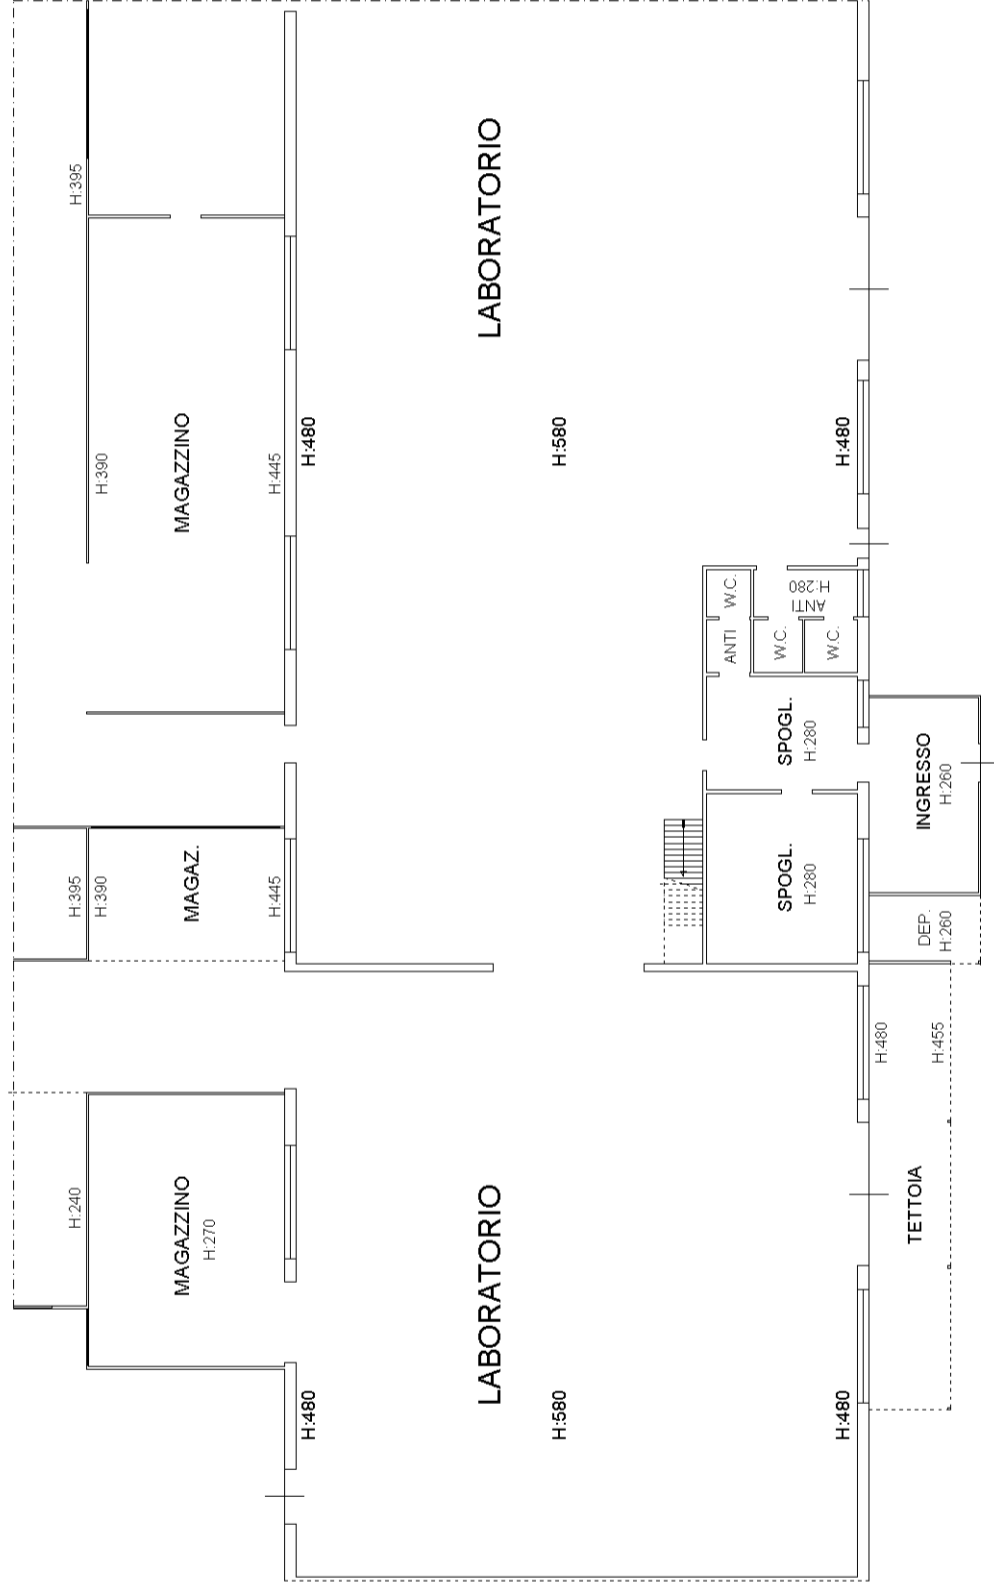 H:395
H:390
MAGAZZINO
H:445
LABORATORIO
H:480
H:580
H:480
W.C.
ANTI
H:280
ANTI
W.C.
W.C.
SPOGL.
H:280
INGRESSO
H:260
H:395
H:390
MAGAZ.
H:445
SPOGL.
H:280
DEP.
H:260
H:480
H:455
H:240
MAGAZZINO
H:270
LABORATORIO
TETTOIA
H:480
H:580
H:480